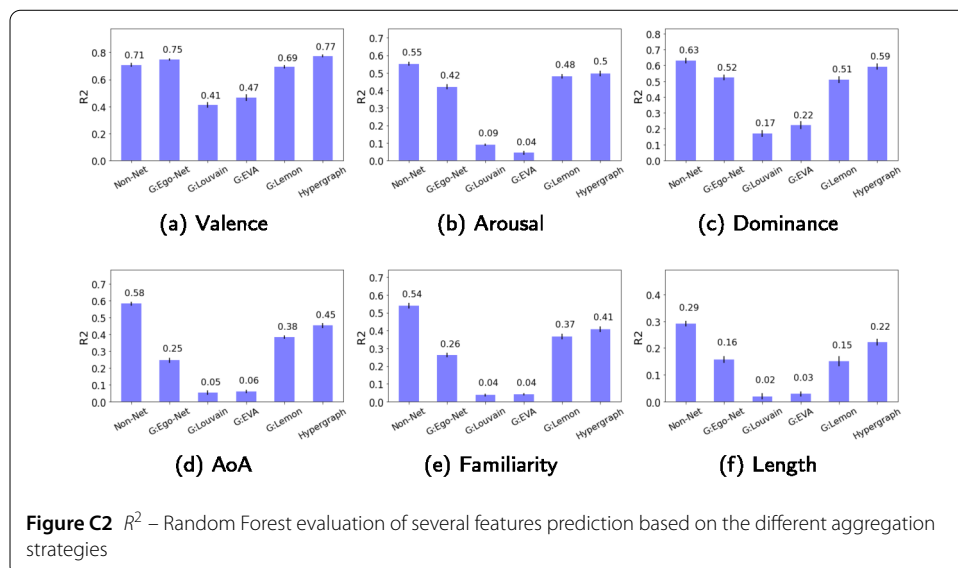 0.71 0.75 0.41 0.47 0.69 0.77
R2
0.8
0.6
0.4
0.2
0.0
Non-Net G:Ego-Net G:Louvain G:EVA G:Lemon Hypergraph
(a) Valence
0.55 0.42 0.09 0.04 0.48 0.5
R2
0.7
0.6
0.5
0.4
0.3
0.2
0.1
0.0
Non-Net G:Ego-Net G:Louvain G:EVA G:Lemon Hypergraph
(b) Arousal
0.63 0.52 0.17 0.22 0.51 0.59
R2
0.8
0.7
0.6
0.5
0.4
0.3
0.2
0.1
0.0
Non-Net G:Ego-Net G:Louvain G:EVA G:Lemon Hypergraph
(c) Dominance
0.58 0.25 0.05 0.06 0.38 0.45
R2
0.7
0.6
0.5
0.4
0.3
0.2
0.1
0.0
Non-Net G:Ego-Net G:Louvain G:EVA G:Lemon Hypergraph
(d) AoA
0.54 0.26 0.04 0.04 0.37 0.41
R2
0.7
0.6
0.5
0.4
0.3
0.2
0.1
0.0
Non-Net G:Ego-Net G:Louvain G:EVA G:Lemon Hypergraph
(e) Familiarity
0.29 0.16 0.02 0.03 0.15 0.22
R2
0.4
0.3
0.2
0.1
0.0
Non-Net G:Ego-Net G:Louvain G:EVA G:Lemon Hypergraph
(f) Length
Figure C2 R² – Random Forest evaluation of several features prediction based on the different aggregation
strategies